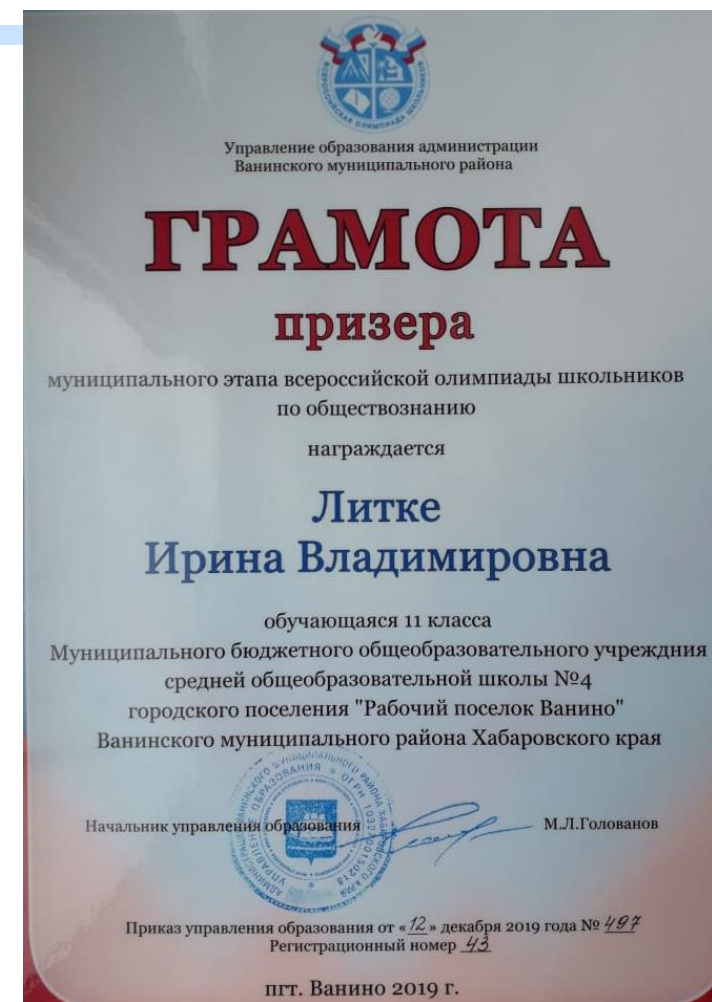 ВСЕРОССИЙСКАЯ ОЛИМПИАДА ШКОЛЬНИКОВ
Управление образования администрации
Ванинского муниципального района
ГРАМОТА
призера
муниципального этапа всероссийской олимпиады школьников
по обществознанию
награждается
Литке
Ирина Владимировна
обучающаяся 11 класса
Муниципального бюджетного общеобразовательного учреждния
средней общеобразовательной школы №4
городского поселения "Рабочий поселок Ванино"
Ванинского муниципального района Хабаровского края
Начальник управления образования М.Л.Голованов
Приказ управления образования от «12» декабря 2019 года № 497
Регистрационный номер 43
пгт. Ванино 2019 г.